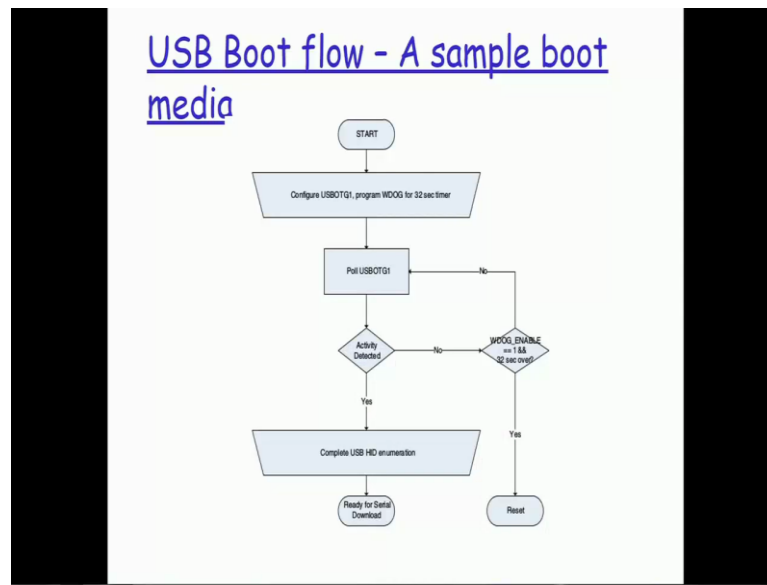 USB Boot flow – A sample boot
media
START
Configure USBOTG1, program WDOG for 32 sec timer
Poll USBOTG1
No
Activity
Detected
No
WDOG_ENABLE
== 1 &&
32 sec over?
Yes
Yes
Complete USB HID enumeration
Ready for Serial
Download
Reset